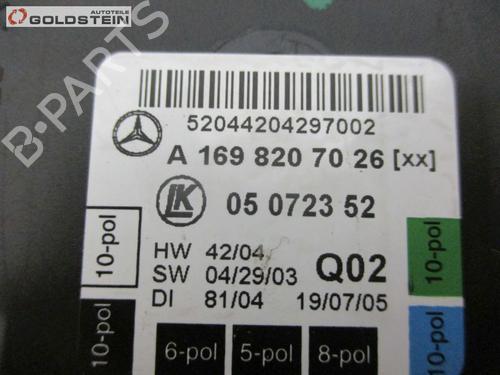 Autoteile
GOLDSTEIN
B-PARTS
52044204297002
A 169 820 70 26 [xx]
LK
05 0723 52
HW 42/04
SW 04/29/03
Q02
DI 81/04
19/07/05
10-pol
10-pol
10-pol
10-pol
6-pol
5-pol
8-pol